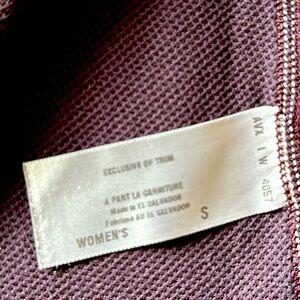 EXCLUSIVE OF TRIM
A PART LA GARNITURE
Made in EL SALVADOR
Fabriqué au EL SALVADOR
WOMEN'S S
AVX I W 4057